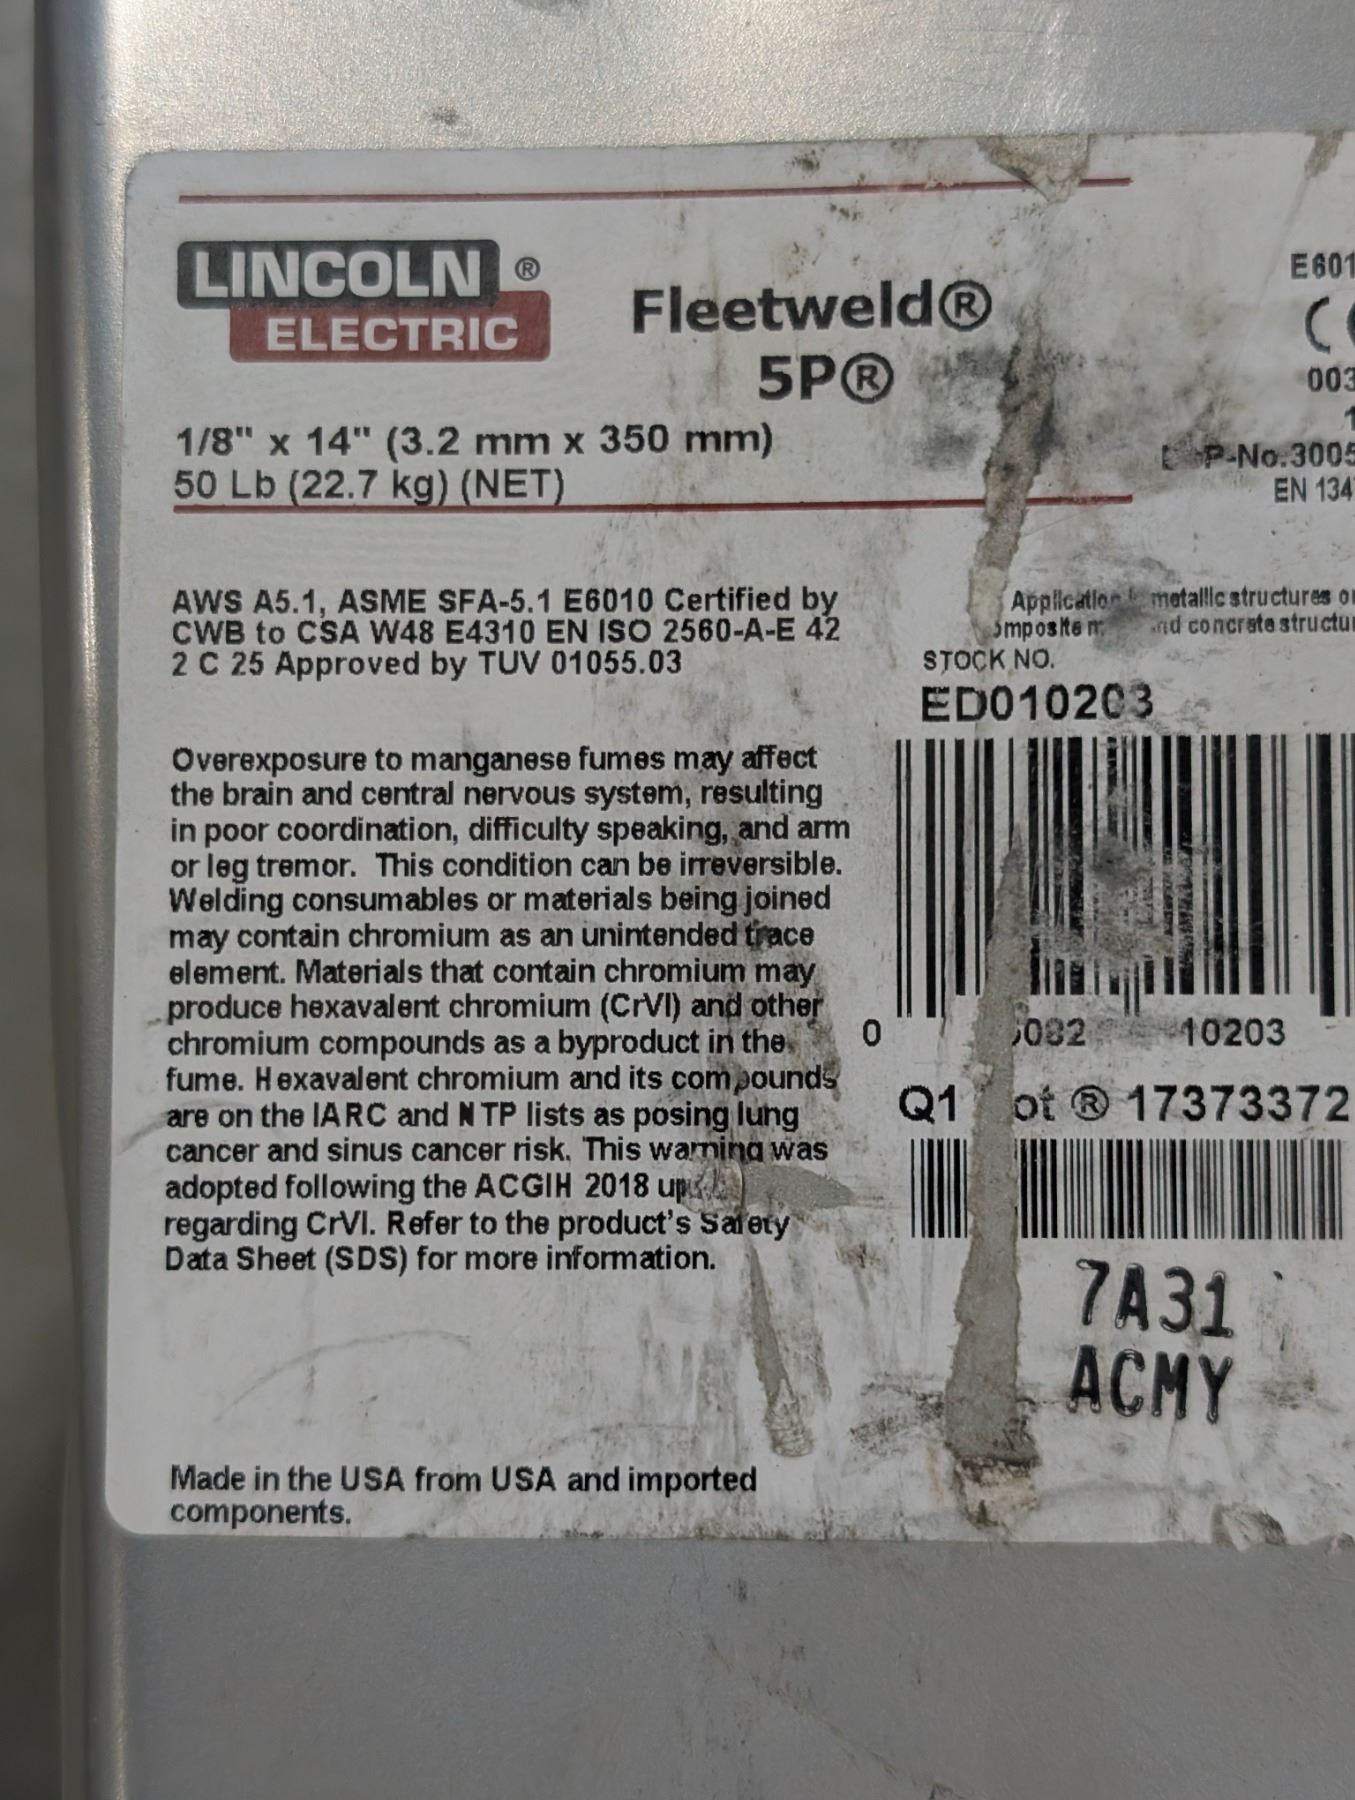 LINCOLN ®
ELECTRIC
Fleetweld®
5P®
1/8" x 14" (3.2 mm x 350 mm)
50 Lb (22.7 kg) (NET)
E601
CE
003
1
P-No.3005
EN 134
AWS A5.1, ASME SFA-5.1 E6010 Certified by
CWB to CSA W48 E4310 EN ISO 2560-A-E 42
2 C 25 Approved by TUV 01055.03
metallic structures
concrete
STOCK NO.
ED010203
Overexposure to manganese fumes may affect
the brain and central nervous system, resulting
in poor coordination, difficulty speaking, and arm
or leg tremor. This condition can be irreversible.
Welding consumables or materials being joined
may contain chromium as an unintended trace
element. Materials that contain chromium may
produce hexavalent chromium (CrVI) and other
chromium compounds as a byproduct in the
fume. Hexavalent chromium and its compounds
are on the IARC and NTP lists as posing lung
cancer and sinus cancer risk. This warning was
adopted following the ACGIH 2018
regarding CrVI. Refer to the product's Safety
Data Sheet (SDS) for more information.
0 082 10203
Q1 ot ® 17373372
7A31
ACMY
Made in the USA from USA and imported
components.